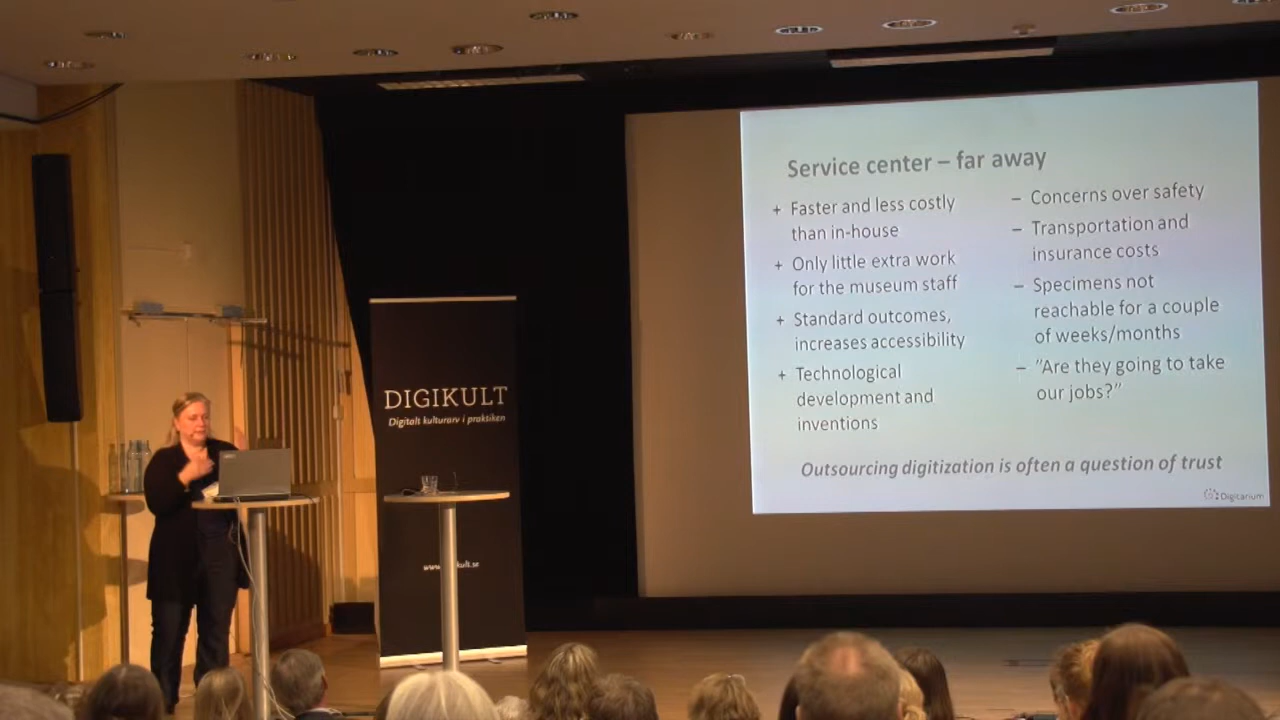 Service center – far away
+ Faster and less costly
than in-house
+ Only little extra work
for the museum staff
+ Standard outcomes,
increases accessibility
+ Technological
development and
inventions
– Concerns over safety
– Transportation and
insurance costs
– Specimens not
reachable for a couple
of weeks/months
– ”Are they going to take
our jobs?”
Outsourcing digitization is often a question of trust
Digitarium
DIGIKULT
Digitalt kulturarv i praktiken